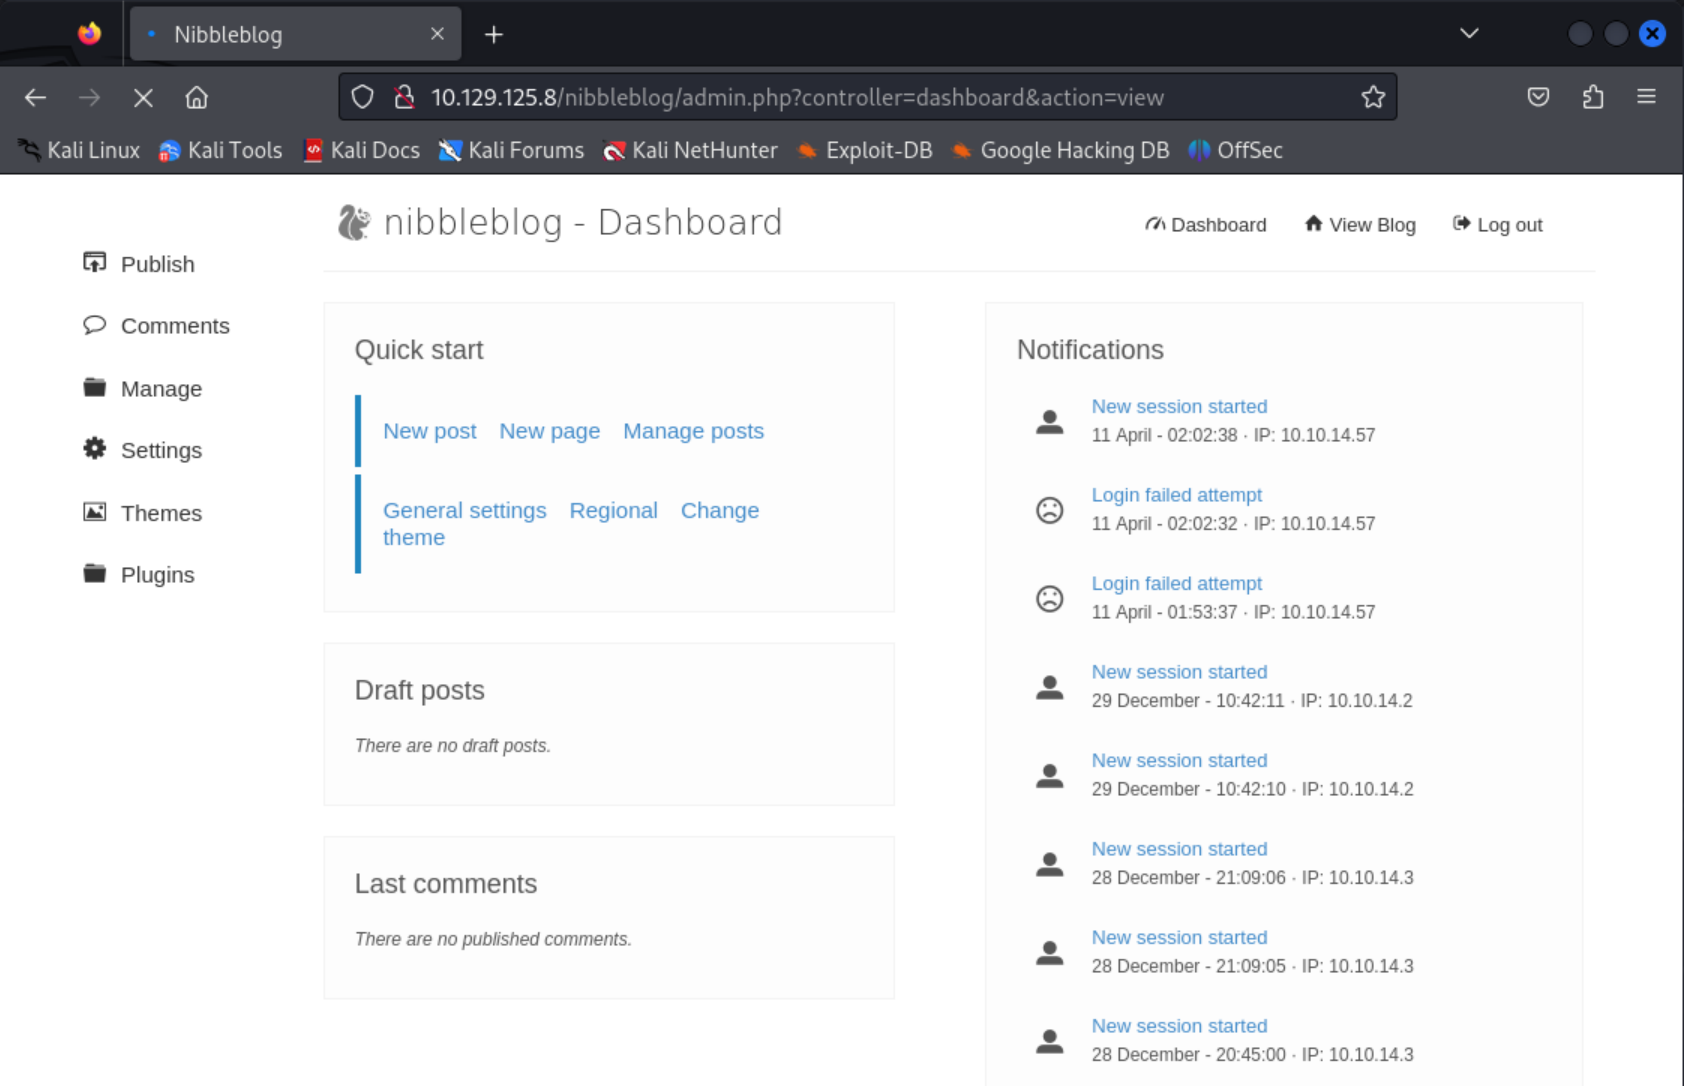 Nibbleblog
10.129.125.8/nibbleblog/admin.php?controller=dashboard&action=view
Kali Linux Kali Tools Kali Docs Kali Forums Kali NetHunter Exploit-DB Google Hacking DB OffSec
nibbleblog - Dashboard
Dashboard View Blog Log out
Publish
Comments
Manage
Settings
Themes
Plugins
Quick start
New post New page Manage posts
General settings Regional Change
theme
Draft posts
There are no draft posts.
Last comments
There are no published comments.
Notifications
New session started
11 April - 02:02:38 · IP: 10.10.14.57
Login failed attempt
11 April - 02:02:32 · IP: 10.10.14.57
Login failed attempt
11 April - 01:53:37 · IP: 10.10.14.57
New session started
29 December - 10:42:11 · IP: 10.10.14.2
New session started
29 December - 10:42:10 · IP: 10.10.14.2
New session started
28 December - 21:09:06 · IP: 10.10.14.3
New session started
28 December - 21:09:05 · IP: 10.10.14.3
New session started
28 December - 20:45:00 · IP: 10.10.14.3